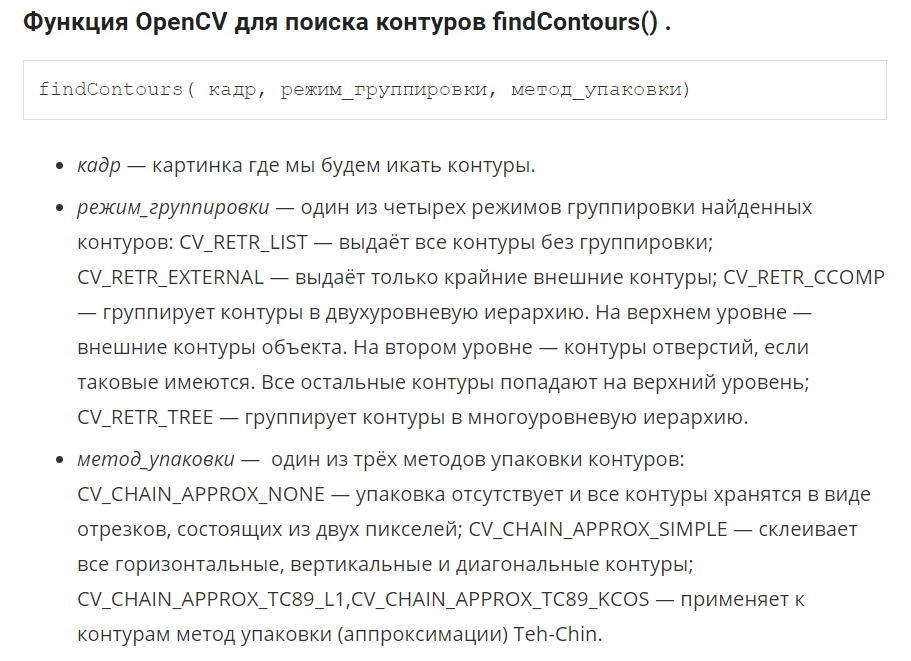 Функция OpenCV для поиска контуров findContours() .
findContours( кадр, режим_группировки, метод_упаковки)
• кадр — картинка где мы будем икать контуры.
• режим_группировки — один из четырех режимов группировки найденных
контуров: CV_RETR_LIST — выдаёт все контуры без группировки;
CV_RETR_EXTERNAL — выдаёт только крайние внешние контуры; CV_RETR_CCOMP
— группирует контуры в двухуровневую иерархию. На верхнем уровне —
внешние контуры объекта. На втором уровне — контуры отверстий, если
таковые имеются. Все остальные контуры попадают на верхний уровень;
CV_RETR_TREE — группирует контуры в многоуровневую иерархию.
• метод_упаковки — один из трёх методов упаковки контуров:
CV_CHAIN_APPROX_NONE — упаковка отсутствует и все контуры хранятся в виде
отрезков, состоящих из двух пикселей; CV_CHAIN_APPROX_SIMPLE — склеивает
все горизонтальные, вертикальные и диагональные контуры;
CV_CHAIN_APPROX_TC89_L1,CV_CHAIN_APPROX_TC89_KCOS — применяет к
контурам метод упаковки (аппроксимации) Teh-Chin.